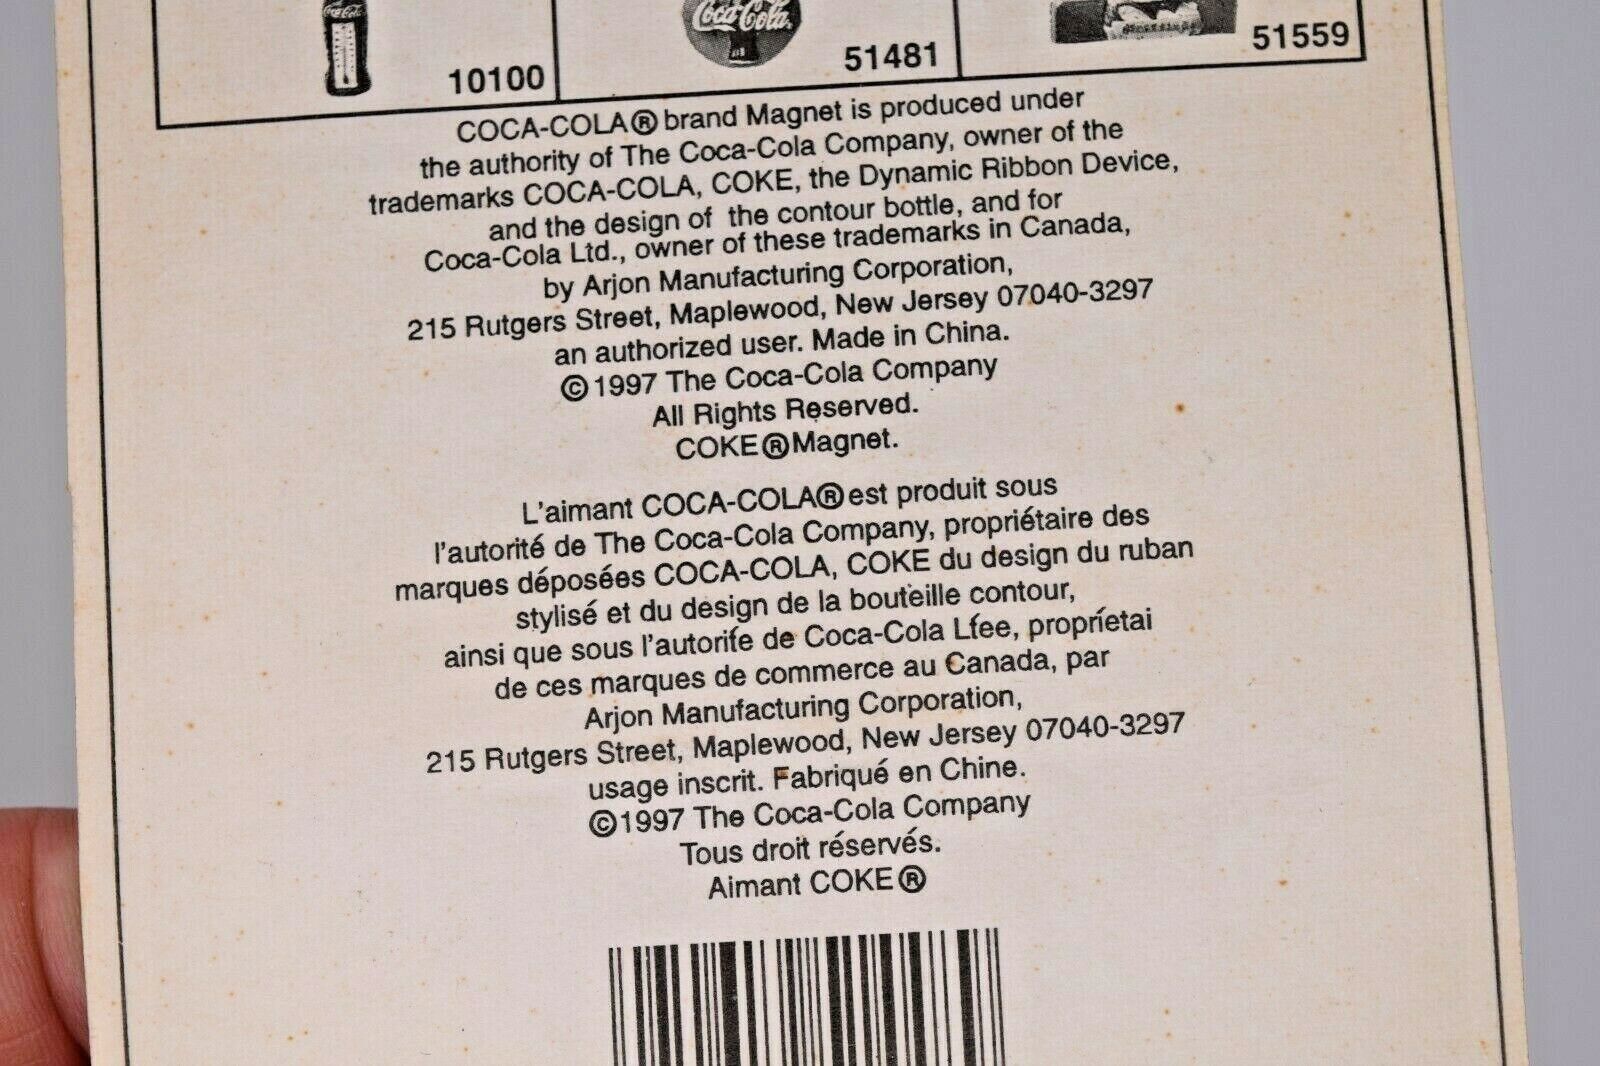 Coca-Cola
10100
Coca-Cola
51481
51559
COCA-COLA® brand Magnet is produced under
the authority of The Coca-Cola Company, owner of the
trademarks COCA-COLA, COKE, the Dynamic Ribbon Device,
and the design of the contour bottle, and for
Coca-Cola Ltd., owner of these trademarks in Canada,
by Arjon Manufacturing Corporation,
215 Rutgers Street, Maplewood, New Jersey 07040-3297
an authorized user. Made in China.
©1997 The Coca-Cola Company
All Rights Reserved.
COKE® Magnet.
L'aimant COCA-COLA® est produit sous
l'autorité de The Coca-Cola Company, propriétaire des
marques déposées COCA-COLA, COKE du design du ruban
stylisé et du design de la bouteille contour,
ainsi que sous l'autorife de Coca-Cola Lfee, propríetai
de ces marques de commerce au Canada, par
Arjon Manufacturing Corporation,
215 Rutgers Street, Maplewood, New Jersey 07040-3297
usage inscrit. Fabriqué en Chine.
©1997 The Coca-Cola Company
Tous droit réservés.
Aimant COKE®